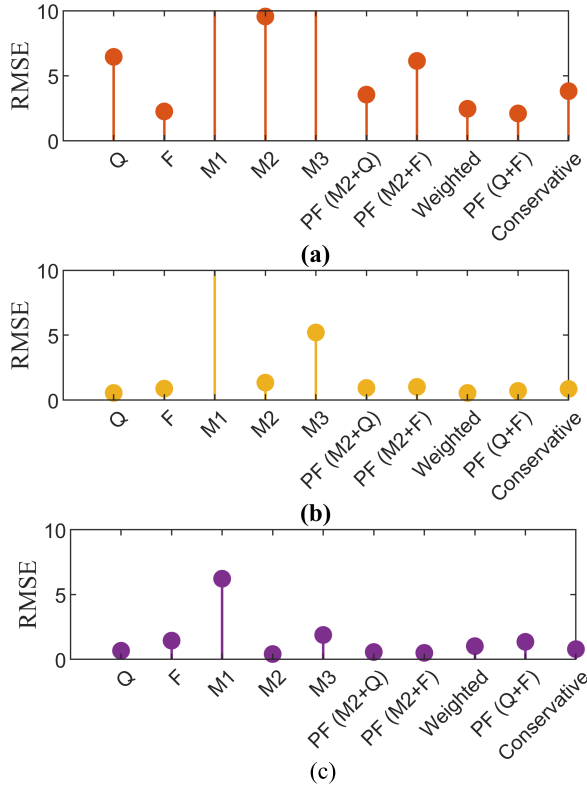 10
5
0
RMSE
Q
F
M1
M2
M3
PF (M2+Q)
PF (M2+F)
Weighted
PF (Q+F)
Conservative
(a)
10
5
0
RMSE
Q
F
M1
M2
M3
PF (M2+Q)
PF (M2+F)
Weighted
PF (Q+F)
Conservative
(b)
10
5
0
RMSE
Q
F
M1
M2
M3
PF (M2+Q)
PF (M2+F)
Weighted
PF (Q+F)
Conservative
(c)